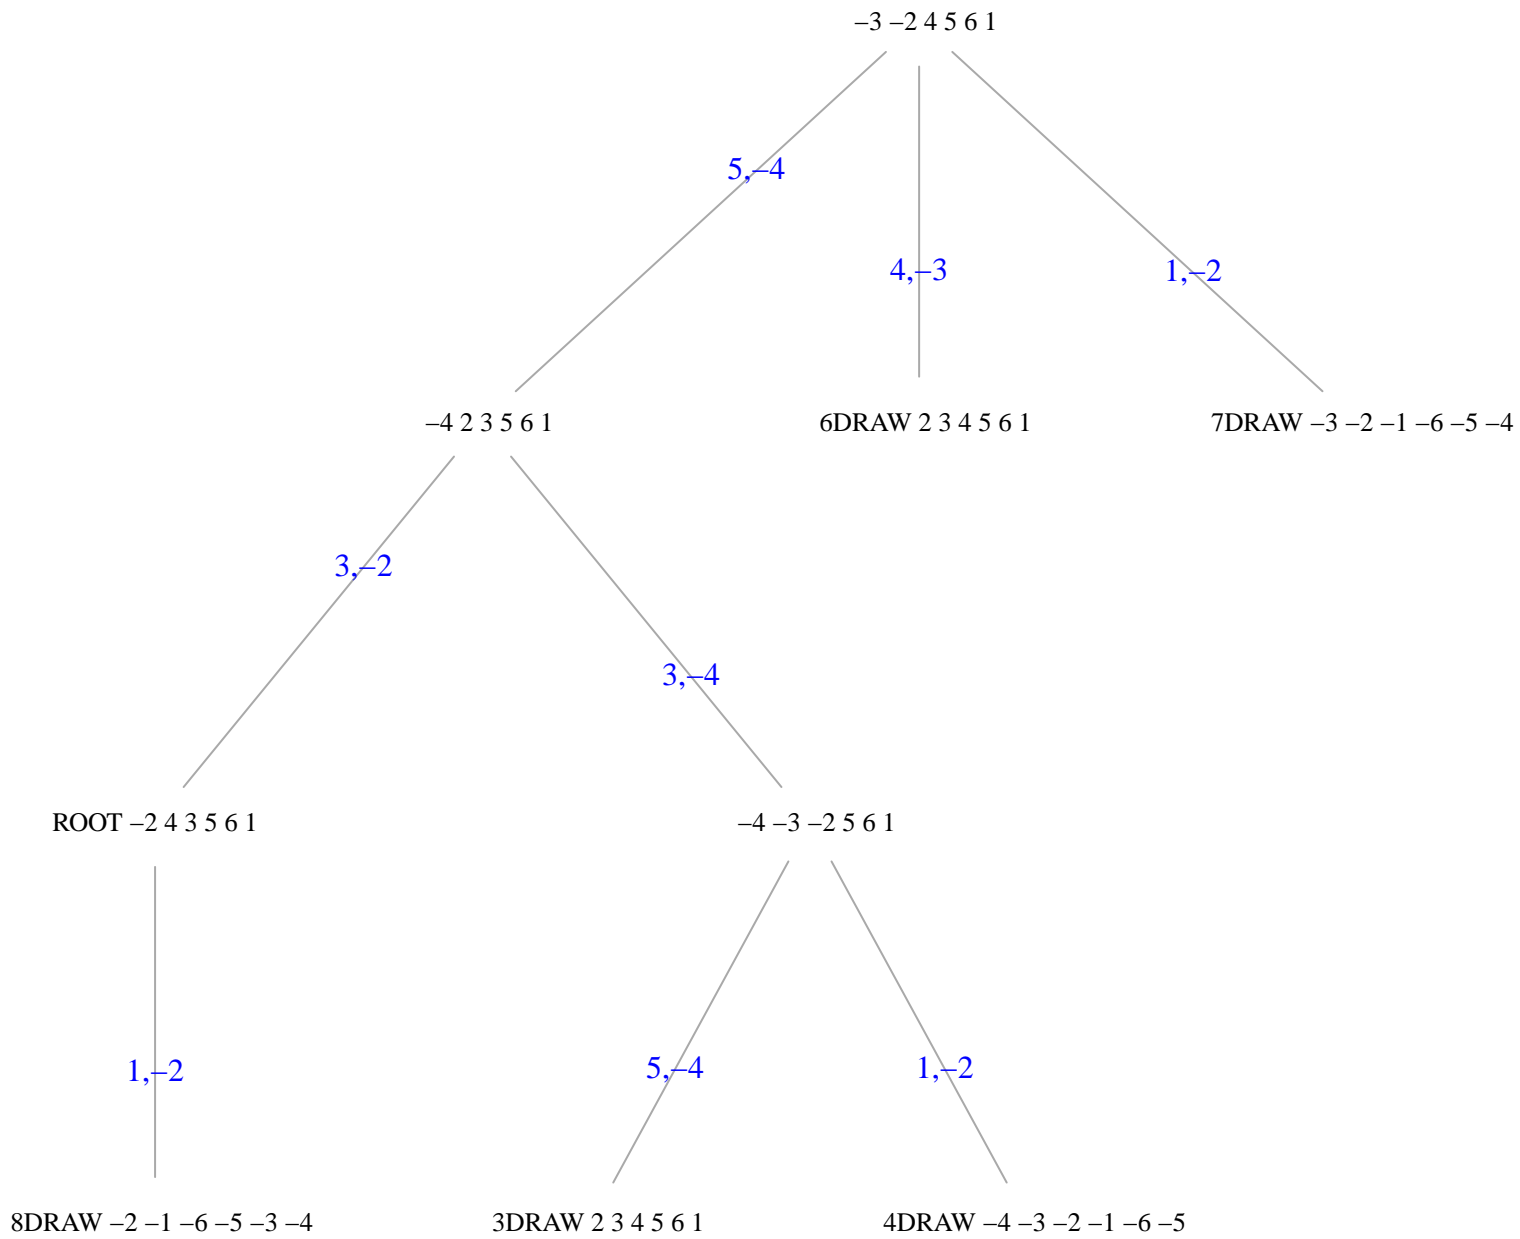 –3 –2 4 5 6 1
5,–4
4,–3
1,–2
–4 2 3 5 6 1
6DRAW 2 3 4 5 6 1
7DRAW –3 –2 –1 –6 –5 –4
3,–2
3,–4
ROOT –2 4 3 5 6 1
–4 –3 –2 5 6 1
1,–2
5,–4
1,–2
8DRAW –2 –1 –6 –5 –3 –4
3DRAW 2 3 4 5 6 1
4DRAW –4 –3 –2 –1 –6 –5